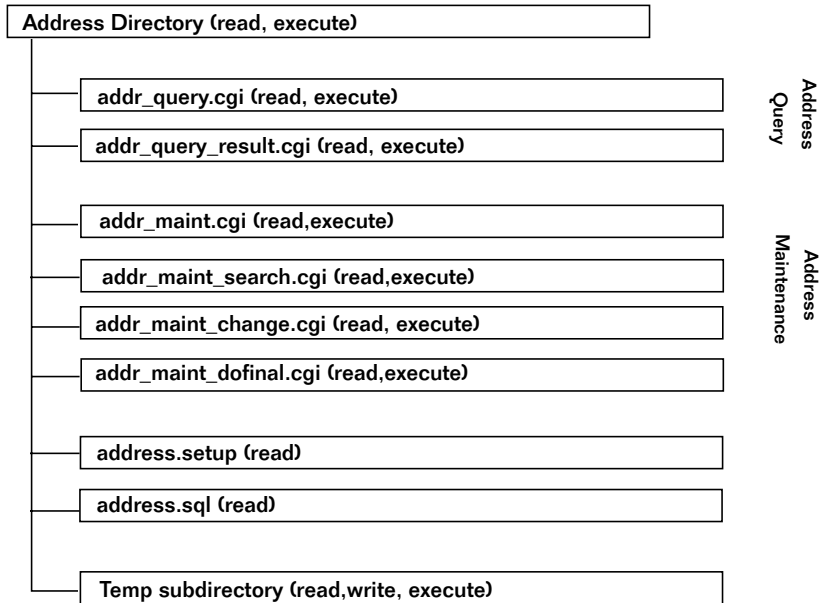 Address Directory (read, execute)
addr_query.cgi (read, execute)
addr_query_result.cgi (read, execute)
Address
Query
addr_maint.cgi (read,execute)
addr_maint_search.cgi (read,execute)
addr_maint_change.cgi (read, execute)
addr_maint_dofinal.cgi (read,execute)
Address
Maintenance
address.setup (read)
address.sql (read)
Temp subdirectory (read,write, execute)